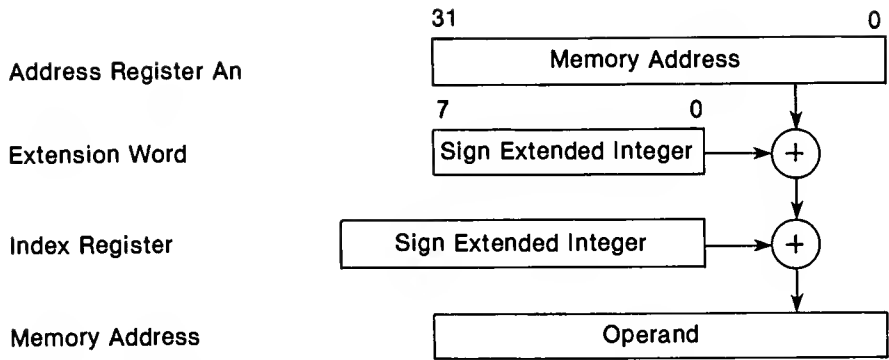 31 0
Address Register An
Memory Address
7 0
Extension Word
Sign Extended Integer
+
Index Register
Sign Extended Integer
+
Memory Address
Operand